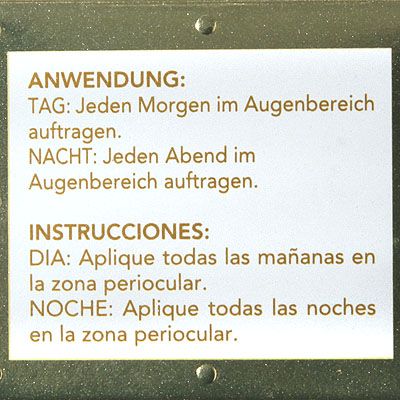 ANWENDUNG:
TAG: Jeden Morgen im Augenbereich
auftragen.
NACHT: Jeden Abend im
Augenbereich auftragen.
INSTRUCCIONES:
DIA: Aplique todas las mañanas en
la zona periocular.
NOCHE: Aplique todas las noches
en la zona periocular.